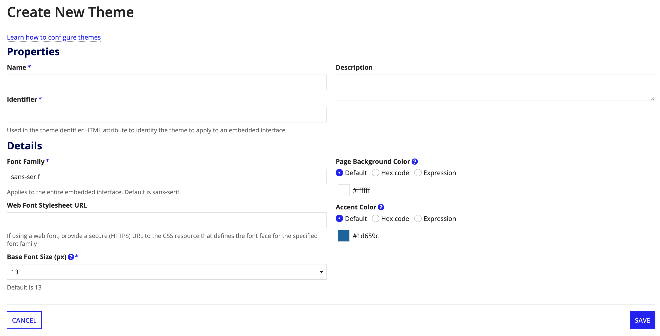 Create New Theme
Learn how to configure themes
Properties
Name *
Description
Identifier *
Used in the themeIdentifier HTML attribute to identify the theme to apply to an embedded interface
Details
Font Family *
sans-serif
Applies to the entire embedded interface. Default is sans-serif
Page Background Color ?
Default Hex code Expression
#ffffff
Web Font Stylesheet URL
If using a web font, provide a secure (HTTPS) URL to the CSS resource that defines the font face for the specified
font family
Accent Color ?
Default Hex code Expression
#1d659c
Base Font Size (px) ? *
13
Default is 13
CANCEL
SAVE